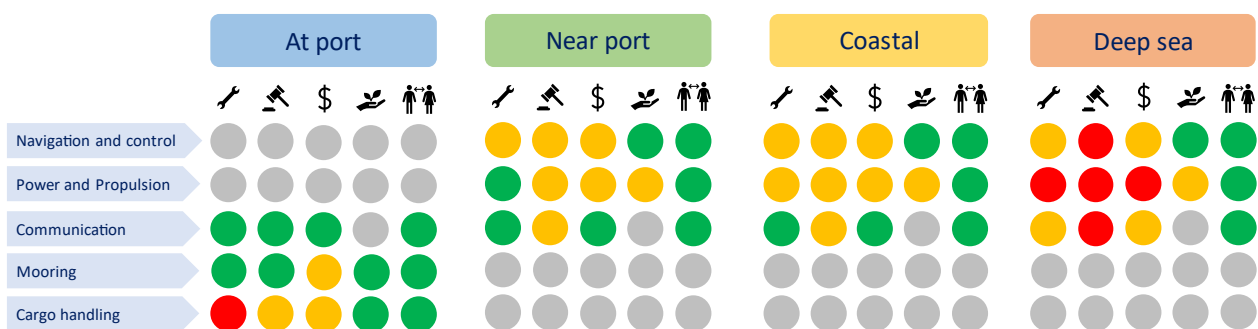 At port
Near port
Coastal
Deep sea
$
$
$
$
Navigation and control
Power and Propulsion
Communication
Mooring
Cargo handling